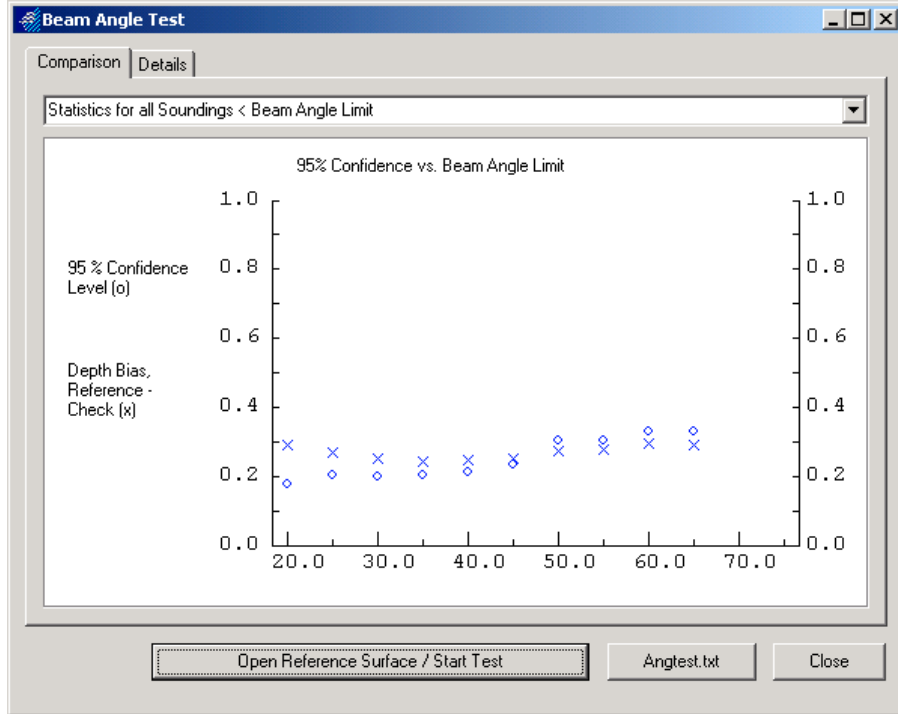 Beam Angle Test
Comparison Details
Statistics for all Soundings < Beam Angle Limit
95% Confidence vs. Beam Angle Limit
1.0 1.0
95 % Confidence 0.8 0.8
Level (o)
0.6 0.6
Depth Bias,
Reference -
Check (x) 0.4 0.4
0.2 0.2
0.0 0.0
20.0 30.0 40.0 50.0 60.0 70.0
Open Reference Surface / Start Test Angtest.txt Close